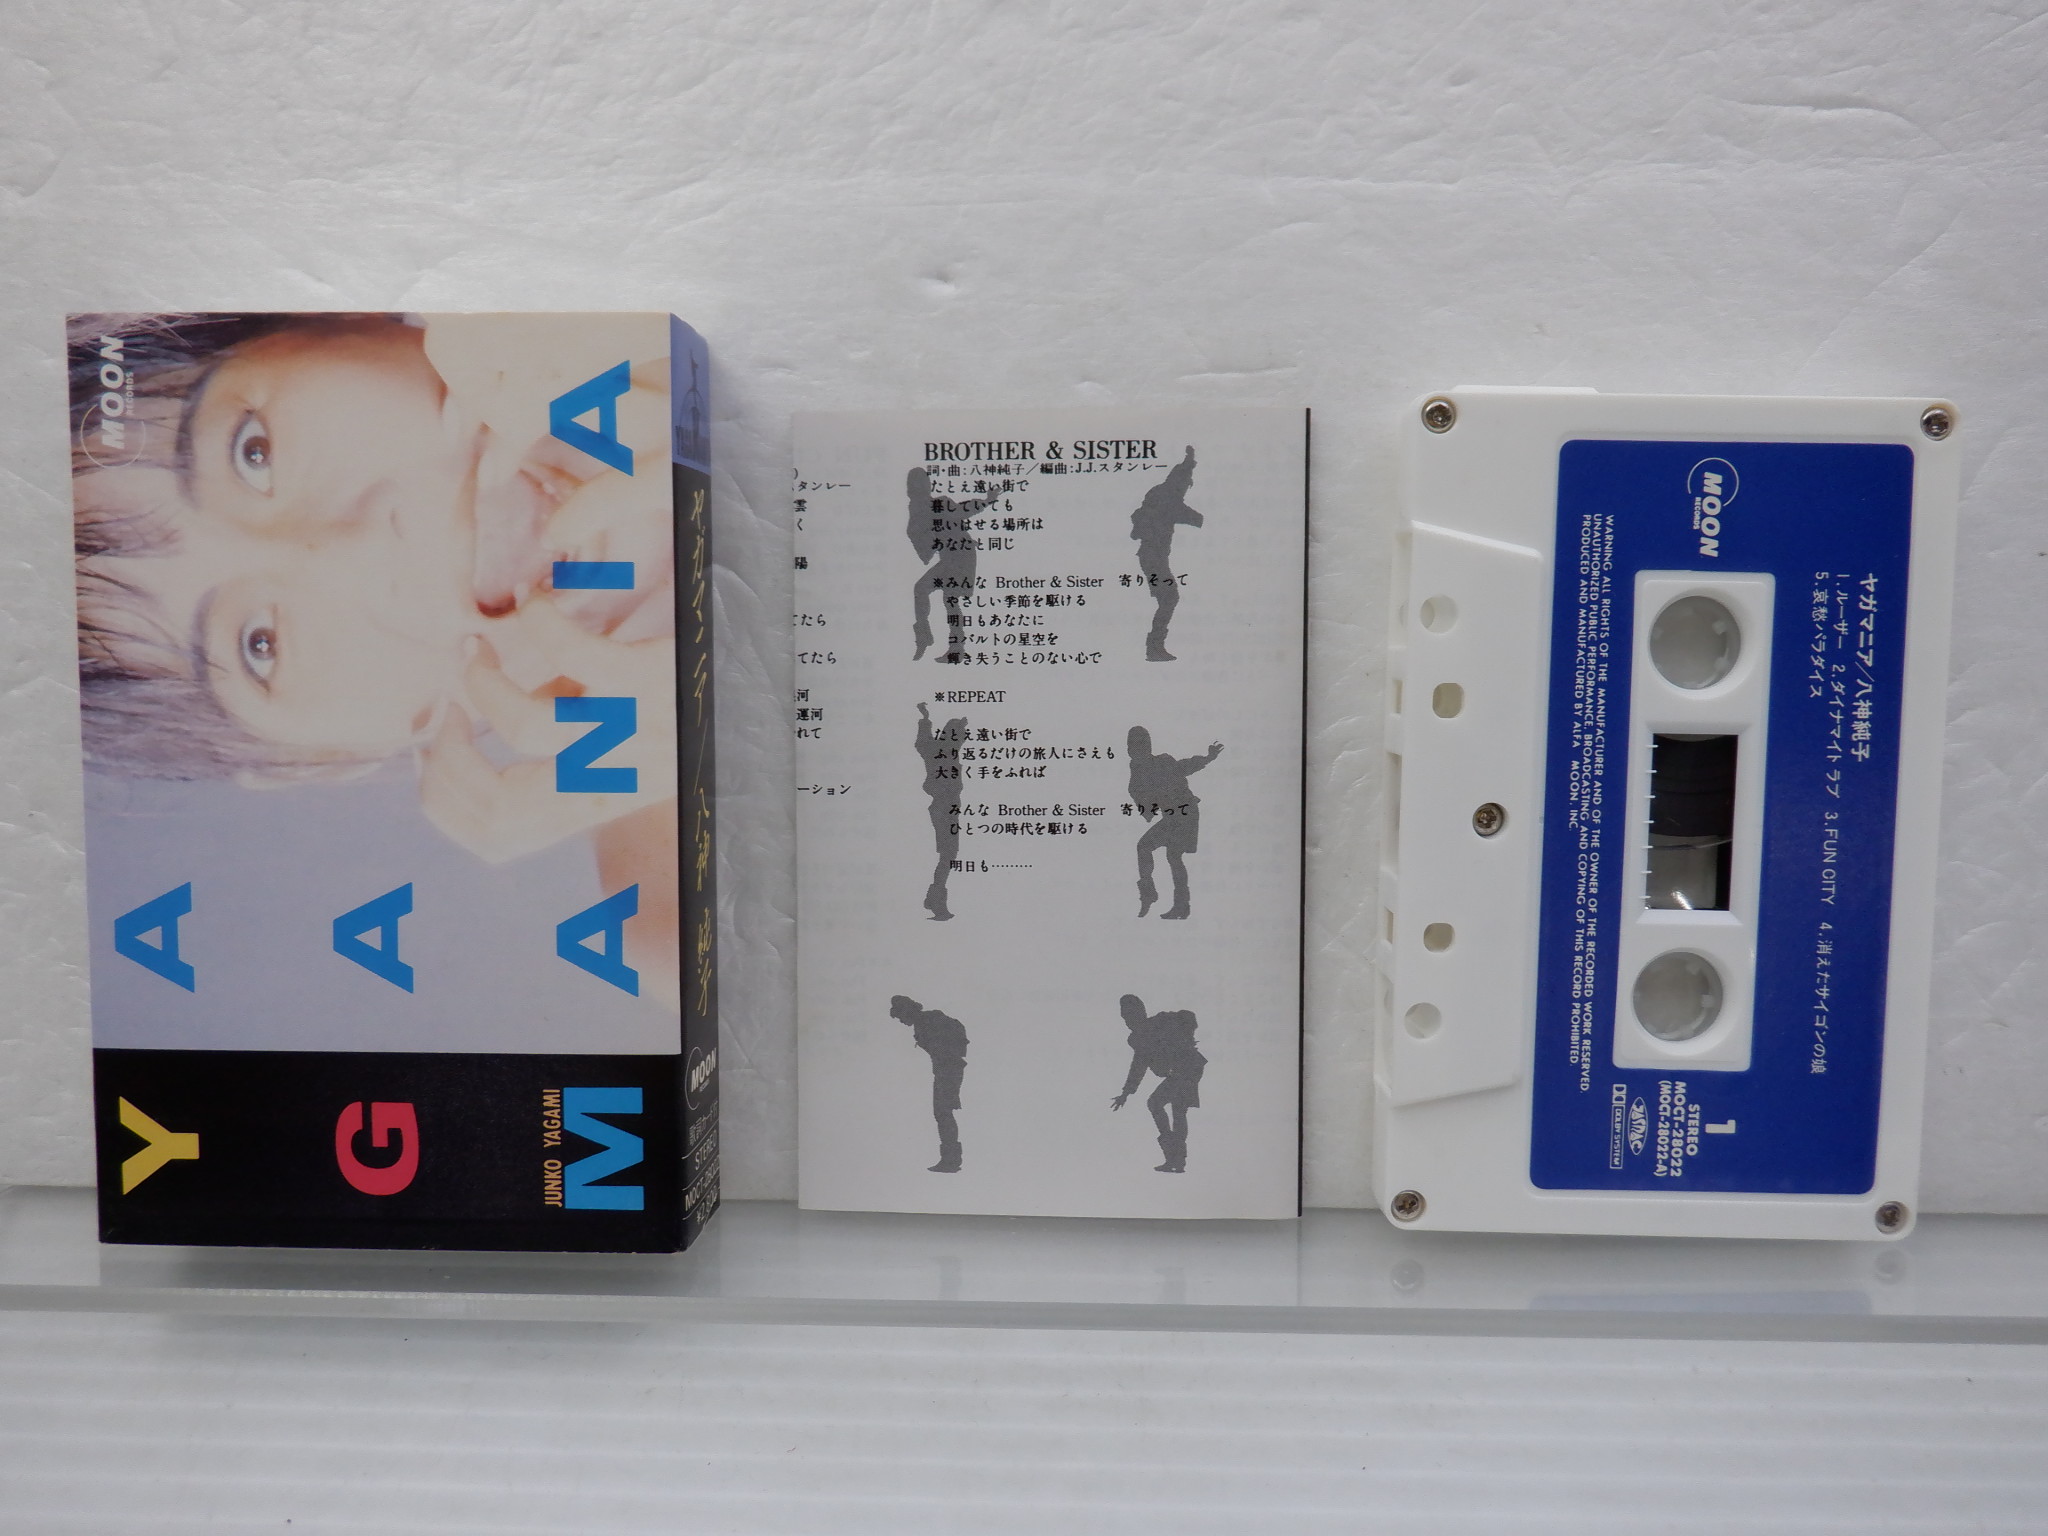 MOON
RECORDS
YAGAMANIA
JUNKO YAGAMI
ヤガマニア/八神純子
MOON
STEREO
BROTHER & SISTER
詞・曲:八神純子/編曲:J.J.スタンレー
たとえ遠い街で
暮していても
思いはせる場所は
あなたと同じ
※みんな Brother & Sister 寄りそって
やさしい季節を駆ける
明日もあなたに
コバルトの星空を
輝き失うことのない心で
※REPEAT
たとえ遠い街で
ふり返るだけの旅人にさえも
大きく手をふれば
みんな Brother & Sister 寄りそって
ひとつの時代を駆ける
明日も………
スタンレー
雲
く
陽
てたら
てたら
河
運河
れて
ーション
MOON
RECORDS
ヤガマニア/八神純子
1.ルーザー 2.ダイナマイト ラブ 3.FUN CITY 4.消えたサイゴンの娘
5.哀愁パラダイス
1
STEREO
MOCT-28022
(MOCT-28022-A)
JASRAC
DOLBY SYSTEM
WARNING ALL RIGHTS OF THE MANUFACTURER AND OF THE OWNER OF THE RECORDED WORK RESERVED.
UNAUTHORIZED PUBLIC PERFORMANCE, BROADCASTING AND COPYING OF THIS RECORD PROHIBITED.
PRODUCED AND MANUFACTURED BY ALFA MOON, INC.